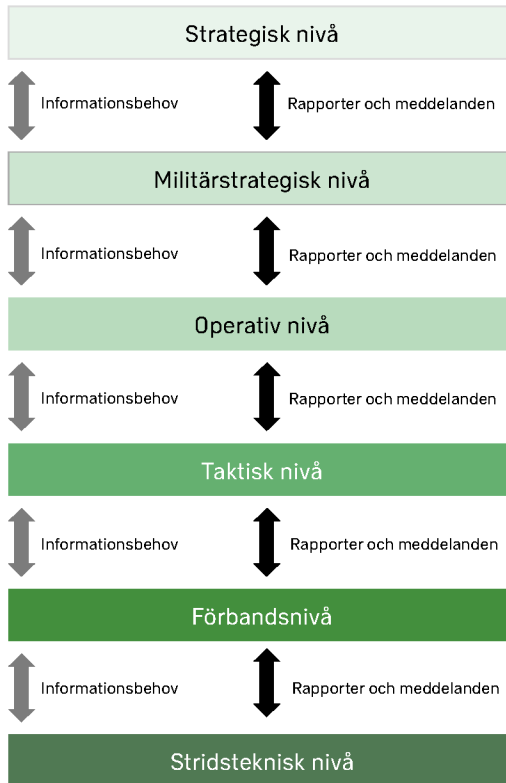 Strategisk nivå
Informationsbehov
Rapporter och meddelanden
Militärstrategisk nivå
Informationsbehov
Rapporter och meddelanden
Operativ nivå
Informationsbehov
Rapporter och meddelanden
Taktisk nivå
Informationsbehov
Rapporter och meddelanden
Förbandsnivå
Informationsbehov
Rapporter och meddelanden
Stridsteknisk nivå